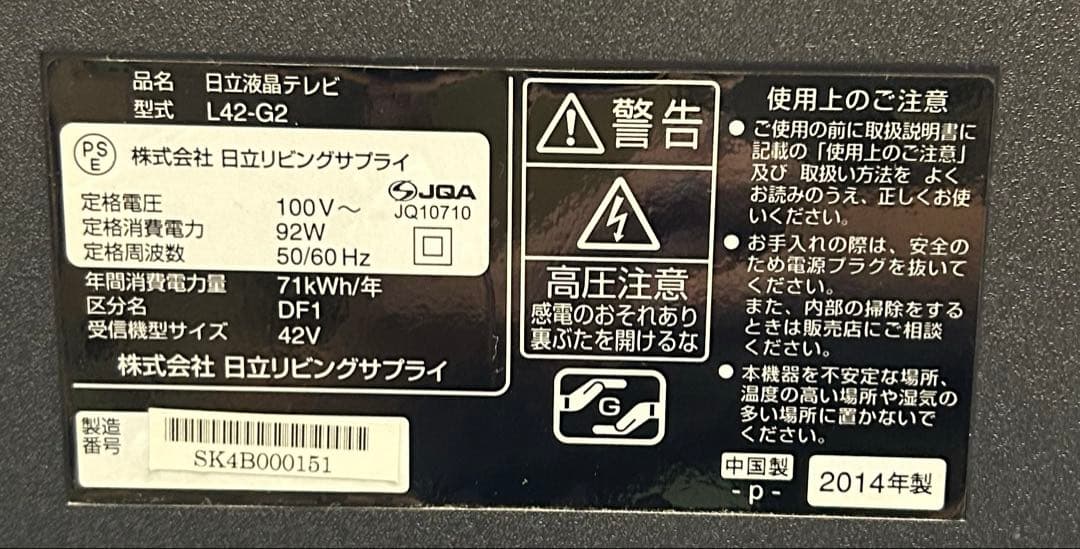 品名 日立液晶テレビ
型式 L42-G2
PS
E
株式会社 日立リビングサプライ
JQA
JQ10710
定格電圧 100V～
定格消費電力 92W
定格周波数 50/60Hz
年間消費電力量 71kWh/年
区分名 DF1
受信機型サイズ 42V
株式会社 日立リビングサプライ
製造
番号
SK4B000151
警告
高圧注意
感電のおそれあり
裏ぶたを開けるな
G
使用上のご注意
● ご使用の前に取扱説明書に
記載の「使用上のご注意」
及び 取扱い方法を よく
お読みのうえ、正しくお使
いください。
● お手入れの際は、安全の
ため電源プラグを抜いて
ください。
また、内部の掃除をする
ときは販売店にご相談
ください。
● 本機器を不安定な場所、
温度の高い場所や湿気の
多い場所に置かないで
ください。
中国製
- p -
2014年製